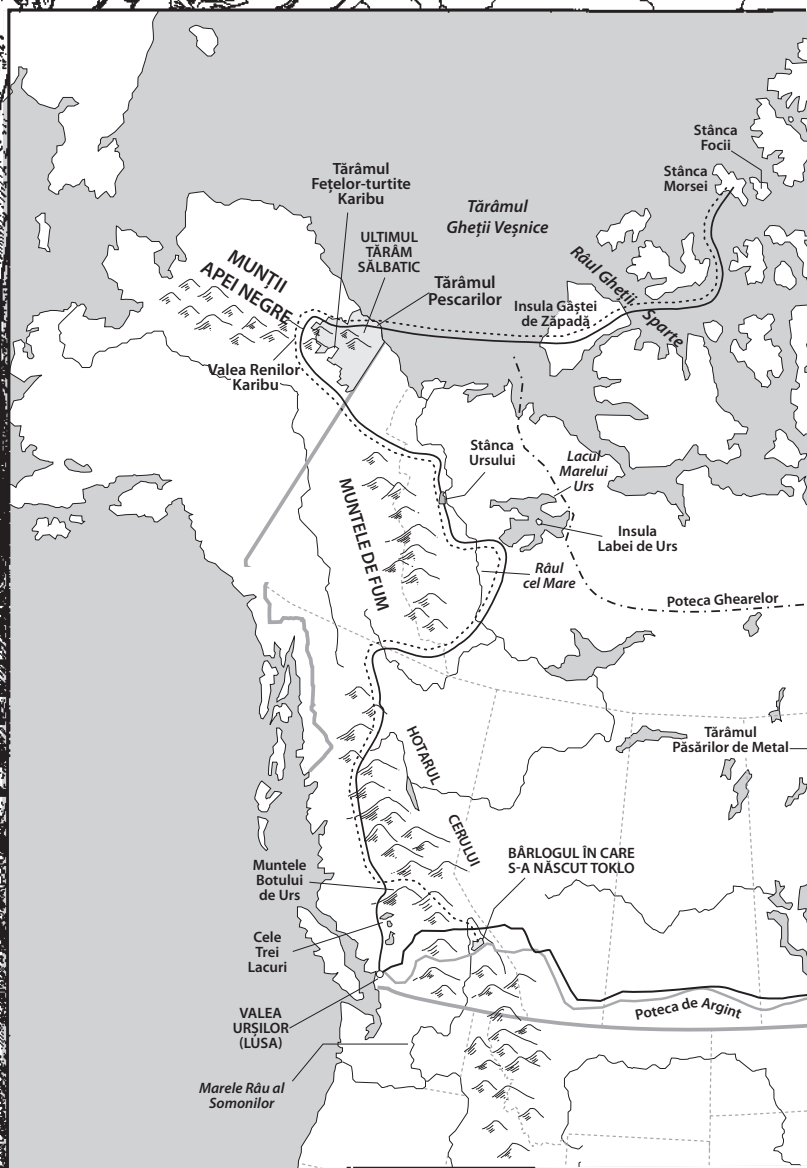 Stânca
Focii
Stânca
Morsei
Tărâmul
Fețelor-turtite
Karibu
Tărâmul
Gheții Veșnice
ULTIMUL
TĂRÂM
SĂLBATIC
MUNȚII
APEI NEGRE
Râul Gheții Sparte
Tărâmul
Pescarilor
Insula Gâștei
de Zăpadă
Valea Renilor
Karibu
Stânca
Ursului
Lacul
Marelui
Urs
MUNTELE DE FUM
Insula
Labei de Urs
Râul
cel Mare
Poteca Ghearelor
HOTARUL
CERULUI
Tărâmul
Păsărilor de Metal
BÂRLOGUL ÎN CARE
S-A NĂSCUT TOKLO
Muntele
Botului
de Urs
Cele
Trei
Lacuri
VALEA
URȘILOR
(LUSA)
Poteca de Argint
Marele Râu al
Somonilor